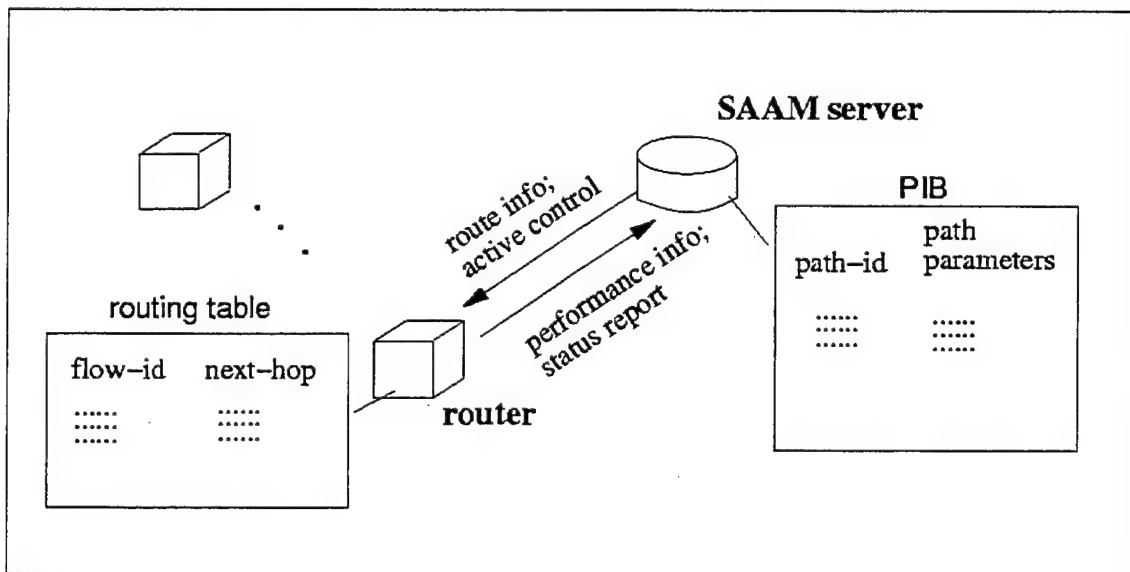 SAAM server
route info;
active control
performance info;
status report
PIB
path–id
path
parameters
routing table
flow–id next–hop
router